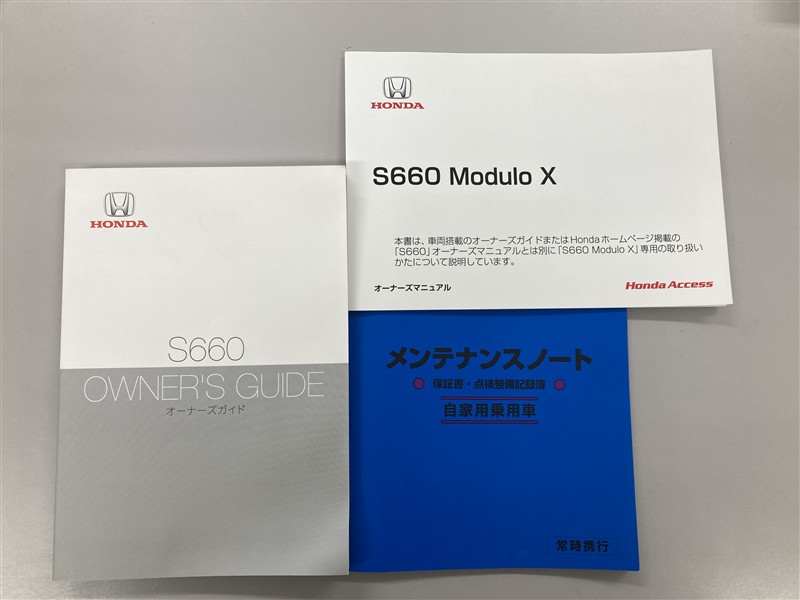 HONDA
S660
OWNER'S GUIDE
オーナーズガイド
HONDA
S660 Modulo X
本書は、車両搭載のオーナーズガイドまたはHondaホームページ掲載の
「S660」オーナーズマニュアルとは別に「S660 Modulo X」専用の取り扱い
かたについて説明しています。
オーナーズマニュアル
Honda Access
メンテナンスノート
保証書・点検整備記録簿
自家用乗用車
常時携行